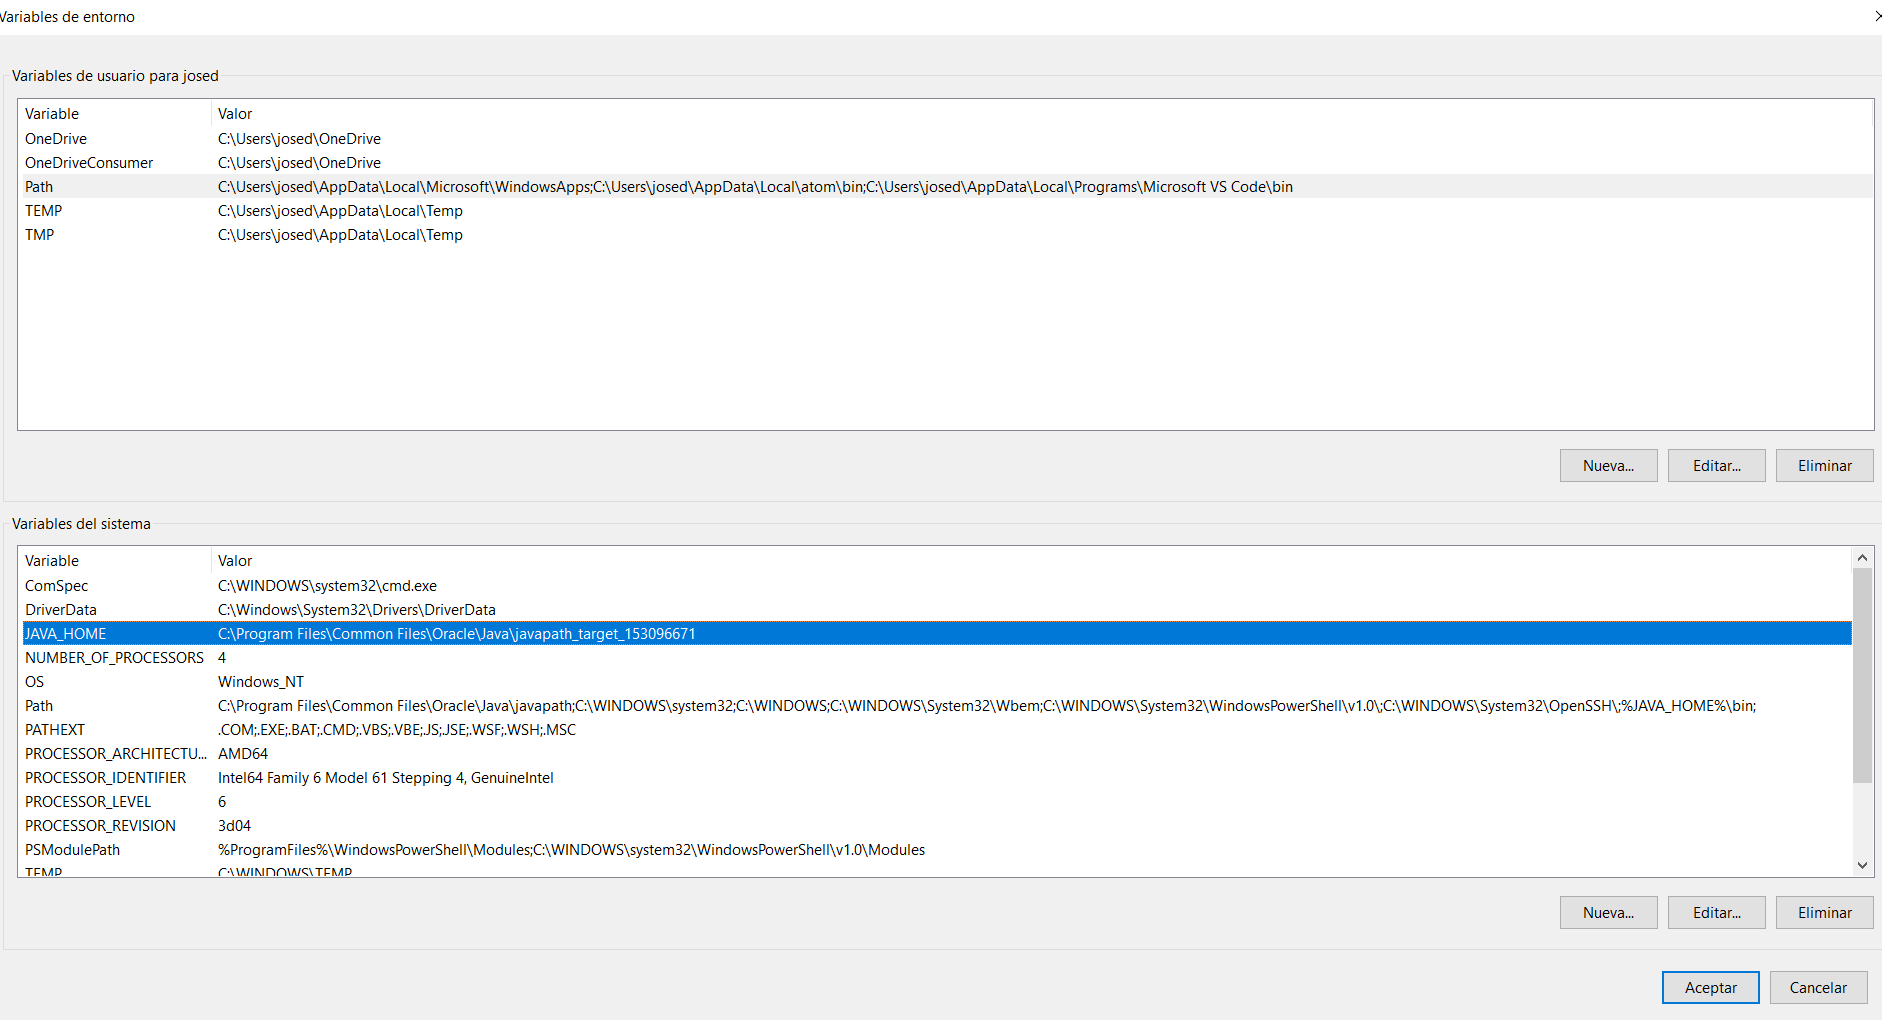 Variables de entorno
Variables de usuario para josed
Variable Valor
OneDrive C:\Users\josed\OneDrive
OneDriveConsumer C:\Users\josed\OneDrive
Path C:\Users\josed\AppData\Local\Microsoft\WindowsApps;C:\Users\josed\AppData\Local\atom\bin;C:\Users\josed\AppData\Local\Programs\Microsoft VS Code\bin
TEMP C:\Users\josed\AppData\Local\Temp
TMP C:\Users\josed\AppData\Local\Temp
Nueva... Editar... Eliminar
Variables del sistema
Variable Valor
ComSpec C:\WINDOWS\system32\cmd.exe
DriverData C:\Windows\System32\Drivers\DriverData
JAVA_HOME C:\Program Files\Common Files\Oracle\Java\javapath_target_153096671
NUMBER_OF_PROCESSORS 4
OS Windows_NT
Path C:\Program Files\Common Files\Oracle\Java\javapath;C:\WINDOWS\system32;C:\WINDOWS;C:\WINDOWS\System32\Wbem;C:\WINDOWS\System32\WindowsPowerShell\v1.0\;C:\WINDOWS\System32\OpenSSH\;%JAVA_HOME%\bin;
PATHEXT .COM;.EXE;.BAT;.CMD;.VBS;.VBE;.JS;.JSE;.WSF;.WSH;.MSC
PROCESSOR_ARCHITECTU... AMD64
PROCESSOR_IDENTIFIER Intel64 Family 6 Model 61 Stepping 4, GenuineIntel
PROCESSOR_LEVEL 6
PROCESSOR_REVISION 3d04
PSModulePath %ProgramFiles%\WindowsPowerShell\Modules;C:\WINDOWS\system32\WindowsPowerShell\v1.0\Modules
TEMP C:\WINDOWS\TEMP
Nueva... Editar... Eliminar
Aceptar Cancelar